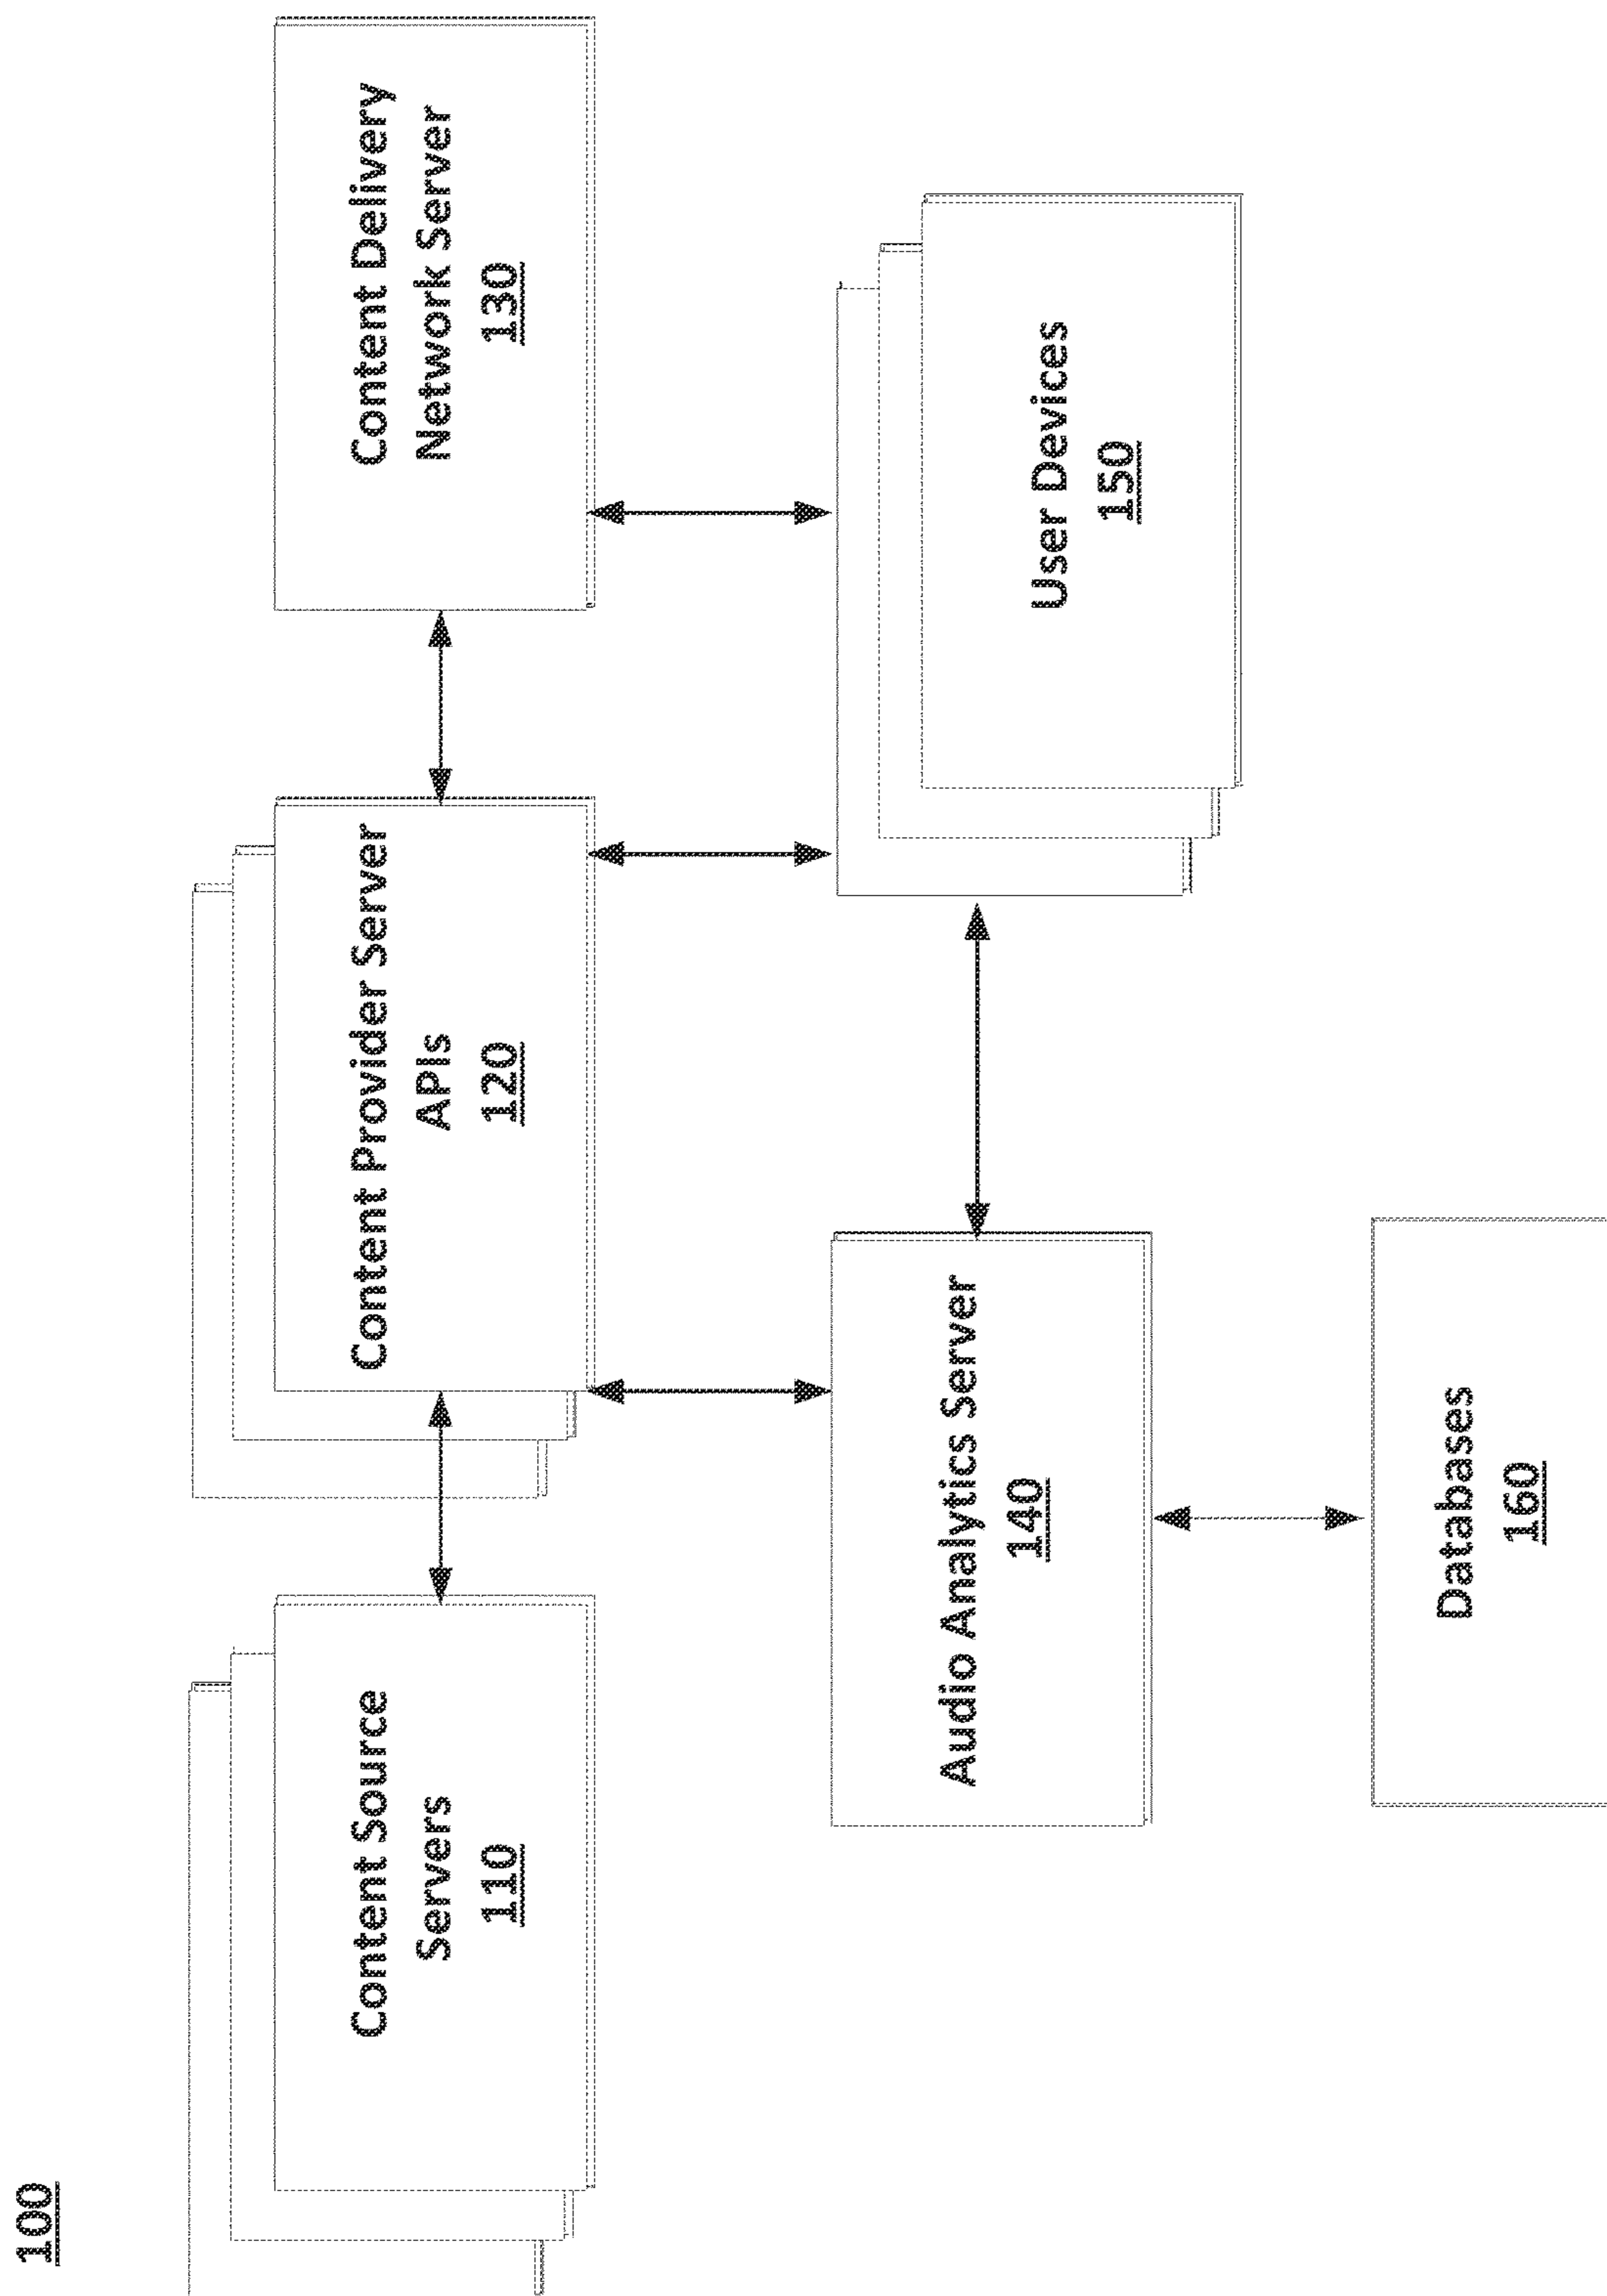 100
Content Source
Servers
110
Content Provider Server
APIs
120
Content Delivery
Network Server
130
Audio Analytics Server
140
User Devices
150
Databases
160